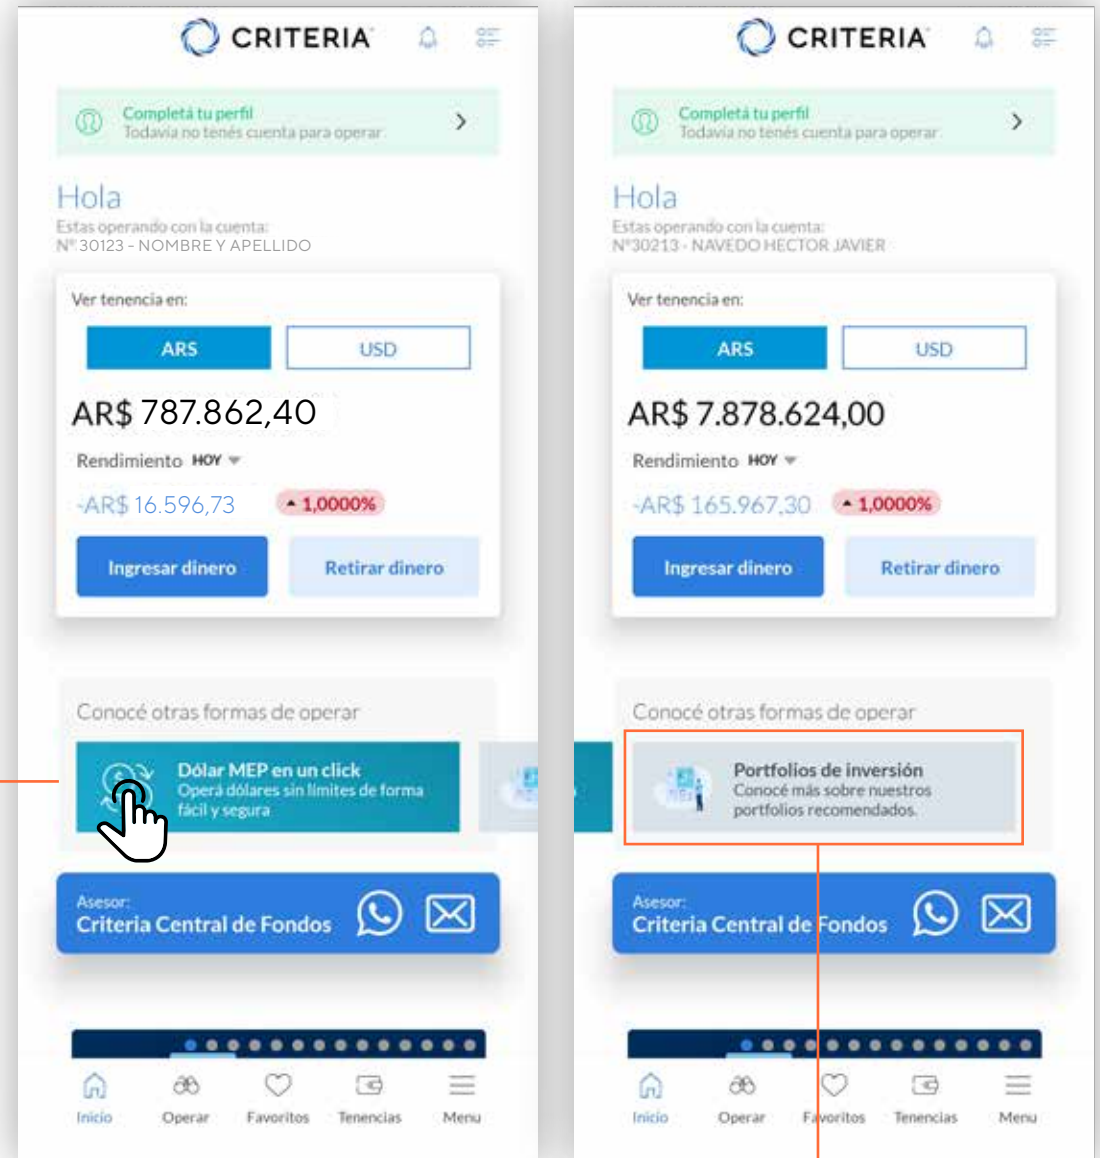 CRITERIA
Completá tu perfil
Todavía no tenés cuenta para operar
Hola
Estas operando con la cuenta:
N° 30123 - NOMBRE Y APELLIDO
Ver tenencia en:
ARS
USD
AR$ 787.862,40
Rendimiento HOY
-AR$ 16.596,73
1,0000%
Ingresar dinero
Retirar dinero
Conocé otras formas de operar
Dólar MEP en un click
Operá dólares sin límites de forma
fácil y segura
Asesor:
Criteria Central de Fondos
Inicio
Operar
Favoritos
Tenencias
Menu
CRITERIA
Completá tu perfil
Todavía no tenés cuenta para operar
Hola
Estas operando con la cuenta:
N°30213 - NAVEDO HECTOR JAVIER
Ver tenencia en:
ARS
USD
AR$ 7.878.624,00
Rendimiento HOY
-AR$ 165.967,30
1,0000%
Ingresar dinero
Retirar dinero
Conocé otras formas de operar
Portfolios de inversión
Conocé más sobre nuestros
portfolios recomendados.
Asesor:
Criteria Central de Fondos
Inicio
Operar
Favoritos
Tenencias
Menu